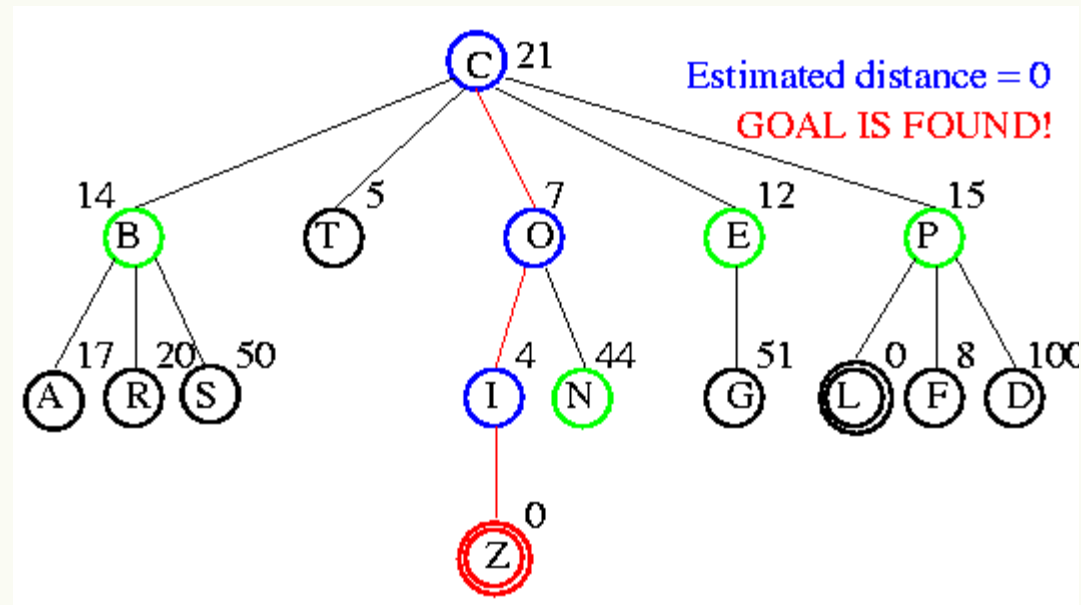 C 21
Estimated distance = 0
GOAL IS FOUND!
14 5 7 12 15
B T O E P
17 20 50 4 44 51 0 8 100
A R S I N G L F D
0
Z